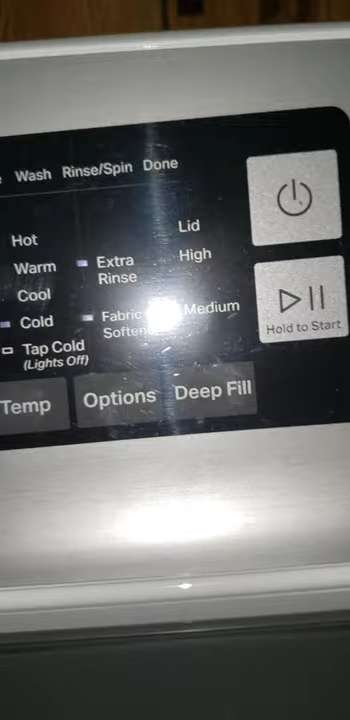 Wash Rinse/Spin Done
Hot
Warm
Cool
Cold
Tap Cold
(Lights Off)
Extra
Rinse
Fabric
Softener
Lid
High
Medium
Temp
Options
Deep Fill
Hold to Start